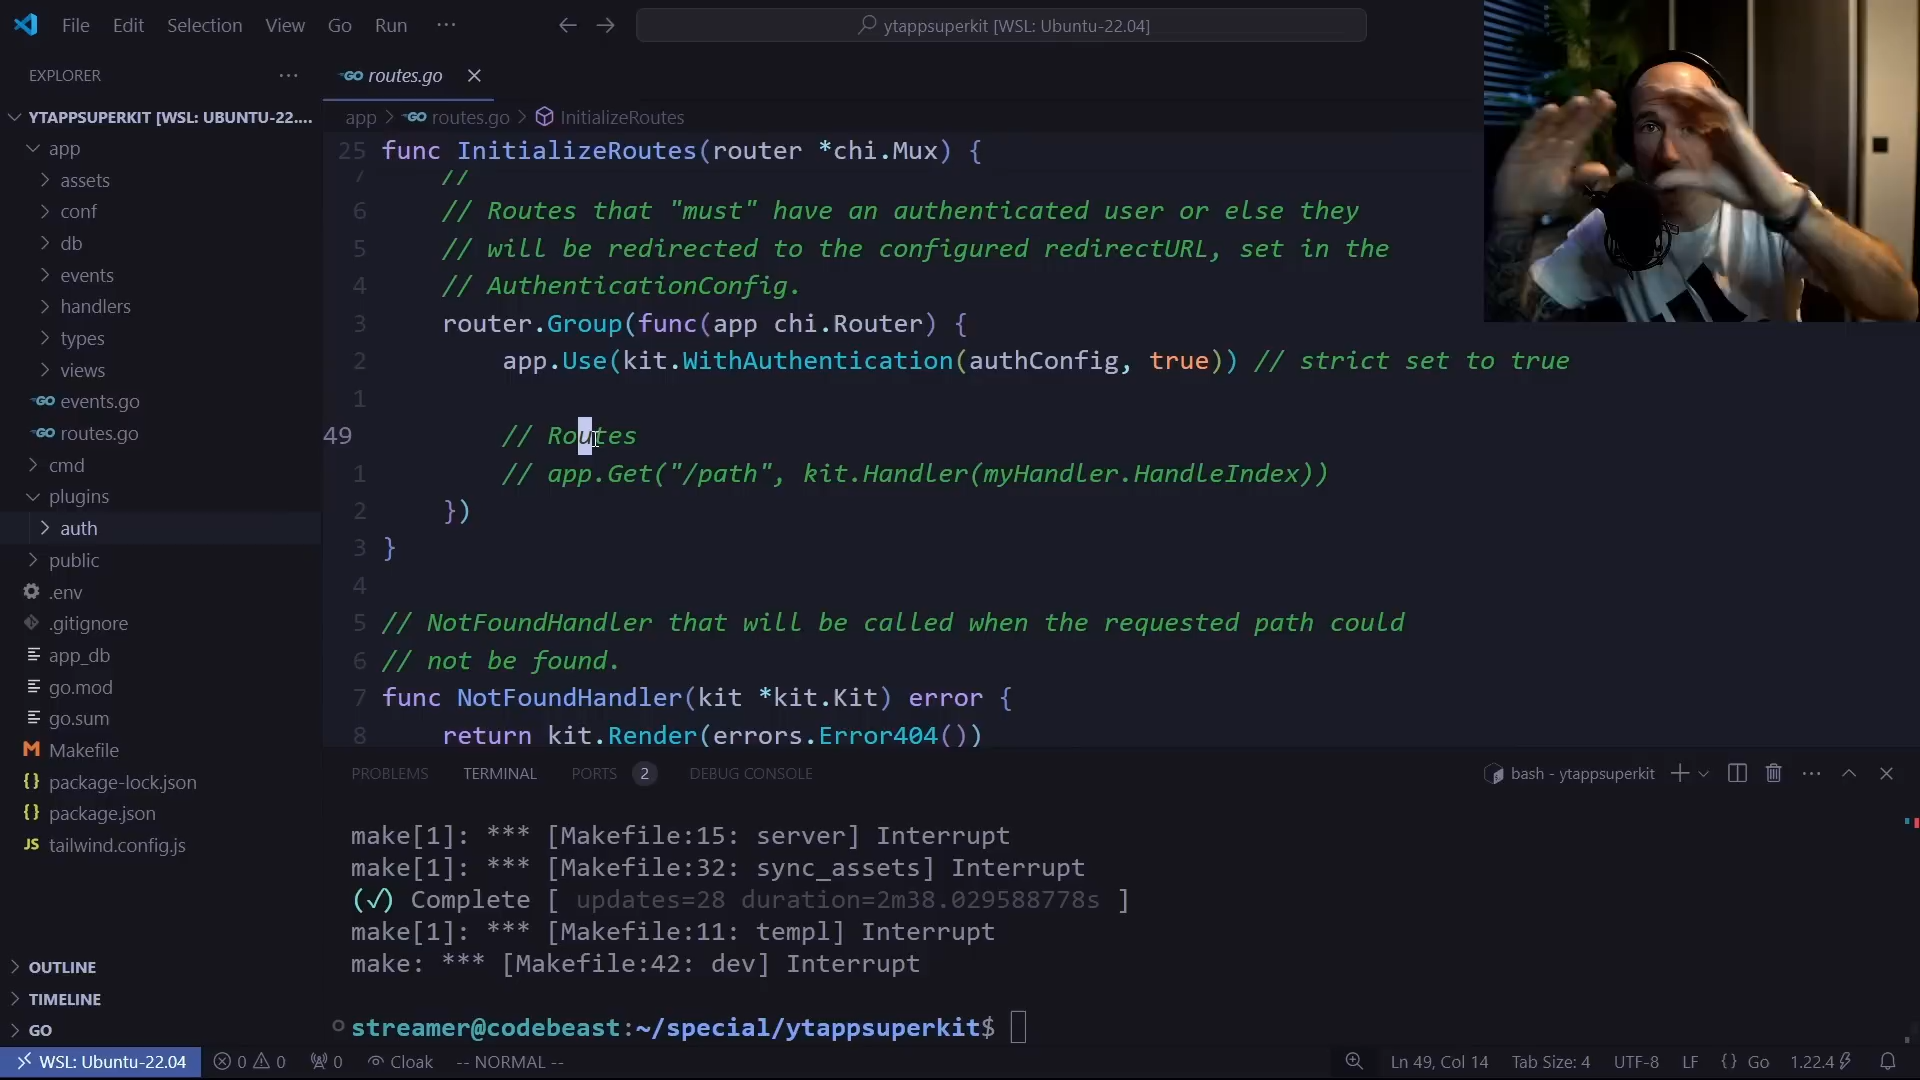 File Edit Selection View Go Run ···
ytappsuperkit [WSL: Ubuntu-22.04]
EXPLORER ···
YTAPPSUPERKIT [WSL: UBUNTU-22....
app
assets
conf
db
events
handlers
types
views
GO events.go
GO routes.go
cmd
plugins
auth
public
.env
.gitignore
app_db
go.mod
go.sum
M Makefile
{} package-lock.json
{} package.json
JS tailwind.config.js
OUTLINE
TIMELINE
GO
GO routes.go
app > GO routes.go > InitializeRoutes
25 func InitializeRoutes(router *chi.Mux) {
7 //
6 // Routes that "must" have an authenticated user or else they
5 // will be redirected to the configured redirectURL, set in the
4 // AuthenticationConfig.
3 router.Group(func(app chi.Router) {
2 app.Use(kit.WithAuthentication(authConfig, true)) // strict set to true
1
49 // Routes
1 // app.Get("/path", kit.Handler(myHandler.HandleIndex))
2 })
3 }
4
5 // NotFoundHandler that will be called when the requested path could
6 // not be found.
7 func NotFoundHandler(kit *kit.Kit) error {
8 return kit.Render(errors.Error404())
PROBLEMS TERMINAL PORTS 2 DEBUG CONSOLE
bash - ytappsuperkit
make[1]: *** [Makefile:15: server] Interrupt
make[1]: *** [Makefile:32: sync_assets] Interrupt
(✓) Complete [ updates=28 duration=2m38.029588778s ]
make[1]: *** [Makefile:11: templ] Interrupt
make: *** [Makefile:42: dev] Interrupt
streamer@codebeast:~/special/ytappsuperkit$
WSL: Ubuntu-22.04 0 0 0 Cloak -- NORMAL -- Ln 49, Col 14 Tab Size: 4 UTF-8 LF {} Go 1.22.4